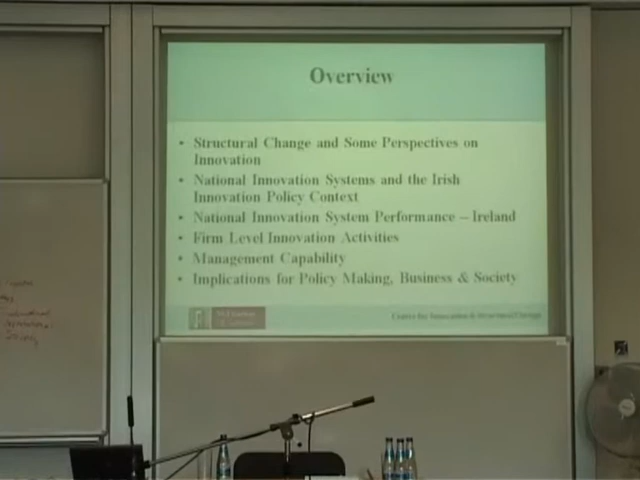 Overview
• Structural Change and Some Perspectives on
Innovation
• National Innovation Systems and the Irish
Innovation Policy Context
• National Innovation System Performance – Ireland
• Firm Level Innovation Activities
• Management Capability
• Implications for Policy Making, Business & Society
Centre for Innovation & Structural Change